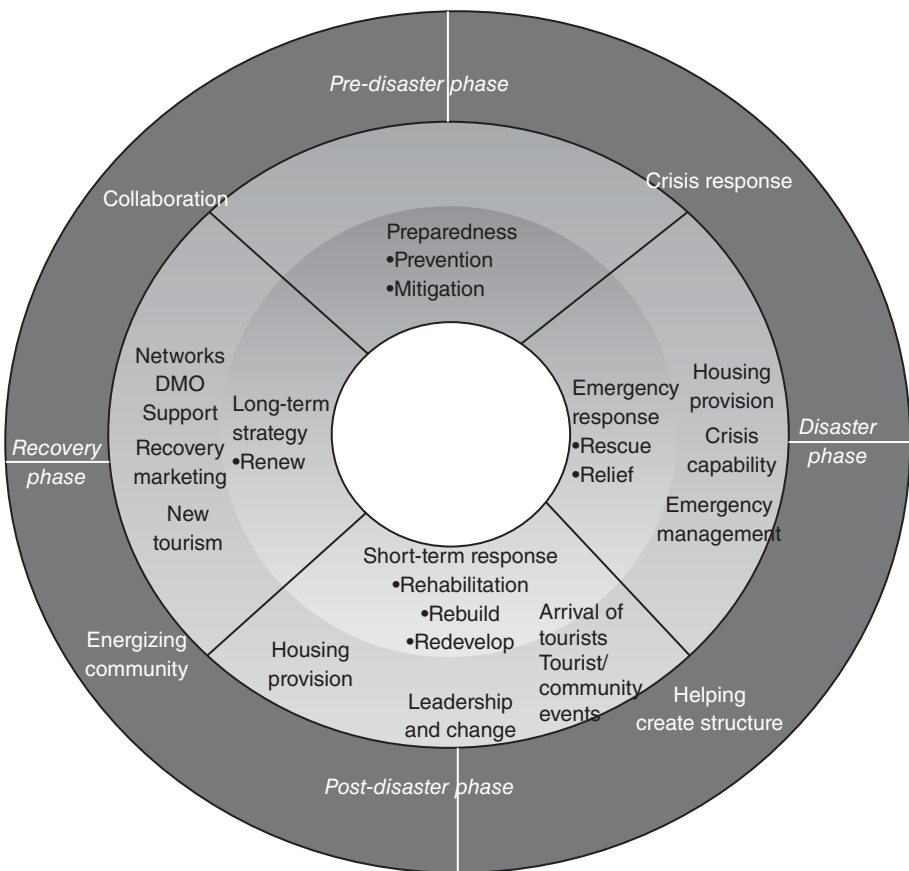 Pre-disaster phase
Collaboration
Crisis response
Preparedness
•Prevention
•Mitigation
Networks
DMO
Support
Recovery
marketing
New
tourism
Long-term
strategy
•Renew
Emergency
response
•Rescue
•Relief
Housing
provision
Crisis
capability
Emergency
management
Recovery
phase
Disaster
phase
Short-term response
•Rehabilitation
•Rebuild
•Redevelop
Arrival of
tourists
Tourist/
community
events
Housing
provision
Leadership
and change
Energizing
community
Helping
create structure
Post-disaster phase